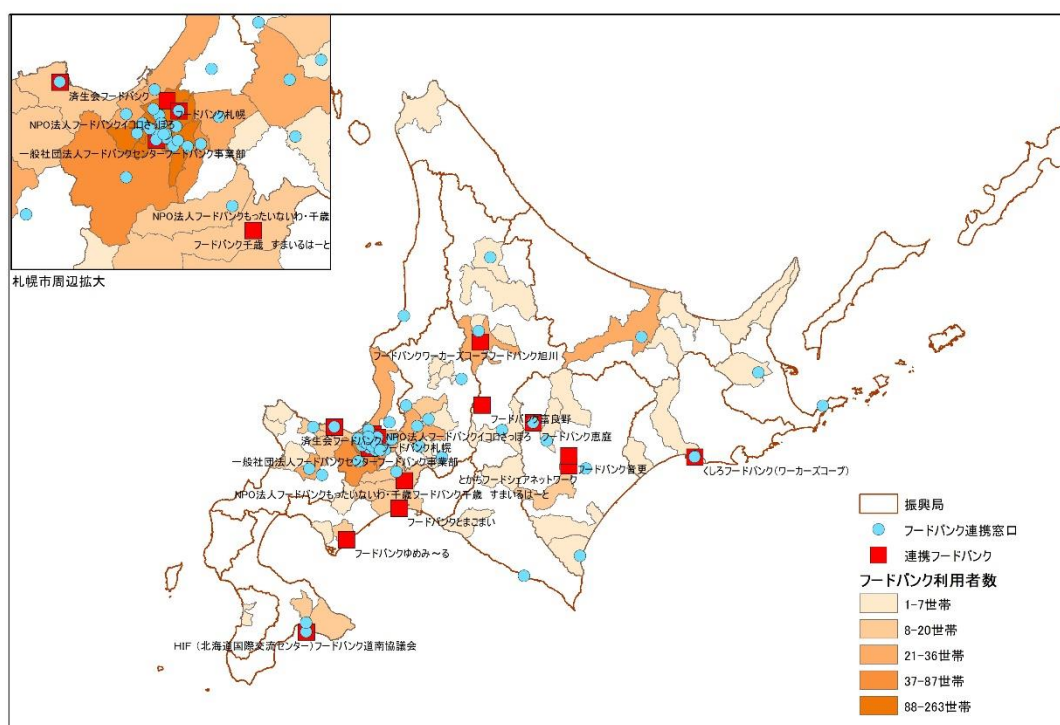 済生会フードバンク
フードバンク札幌
NPO法人フードバンクイコロさっぽろ
一般社団法人フードバンクセンターフードバンク事業部
NPO法人フードバンクもったいないわ・千歳
フードバンク千歳 すまいるはーと
札幌市周辺拡大
フードバンクワーカーズコープフードバンク旭川
フードバンク富良野
済生会フードバンク
NPO法人フードバンクイコロさっぽろ
フードバンク恵庭
フードバンク札幌
一般社団法人フードバンクセンターフードバンク事業部
フードバンク音更
くしろフードバンク(ワーカーズコープ)
とかちフードシェアネットワーク
NPO法人フードバンクもったいないわ・千歳フードバンク千歳 すまいるはーと
フードバンクとまこまい
フードバンクゆめみ~る
HIF (北海道国際交流センター)フードバンク道南協議会
振興局
フードバンク連携窓口
連携フードバンク
フードバンク利用者数
1-7世帯
8-20世帯
21-36世帯
37-87世帯
88-263世帯